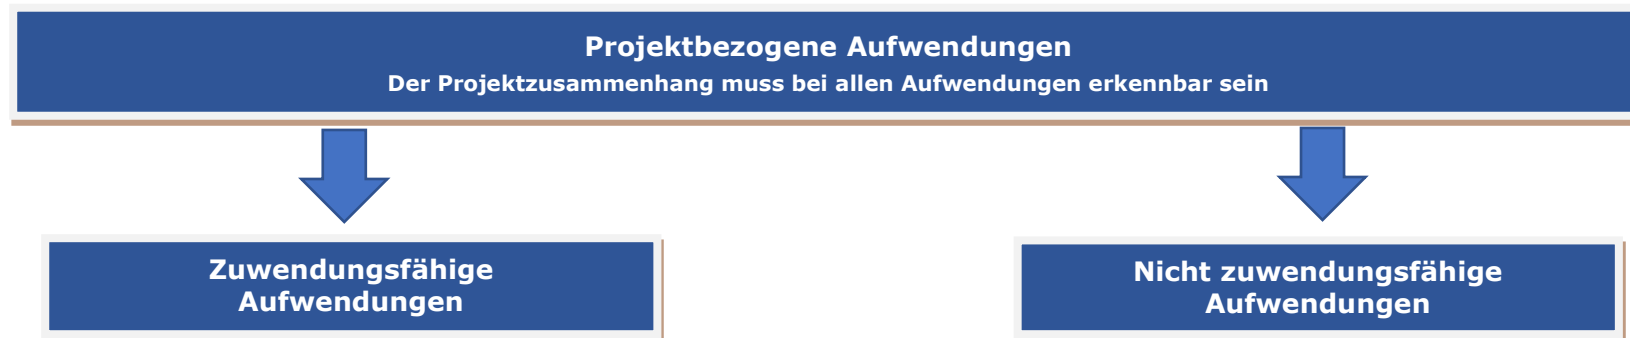 Projektbezogene Aufwendungen
Der Projektzusammenhang muss bei allen Aufwendungen erkennbar sein
Zuwendungsfähige
Aufwendungen
Nicht zuwendungsfähige
Aufwendungen